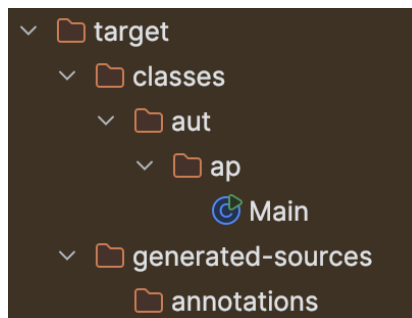 target
classes
aut
ap
Main
generated-sources
annotations